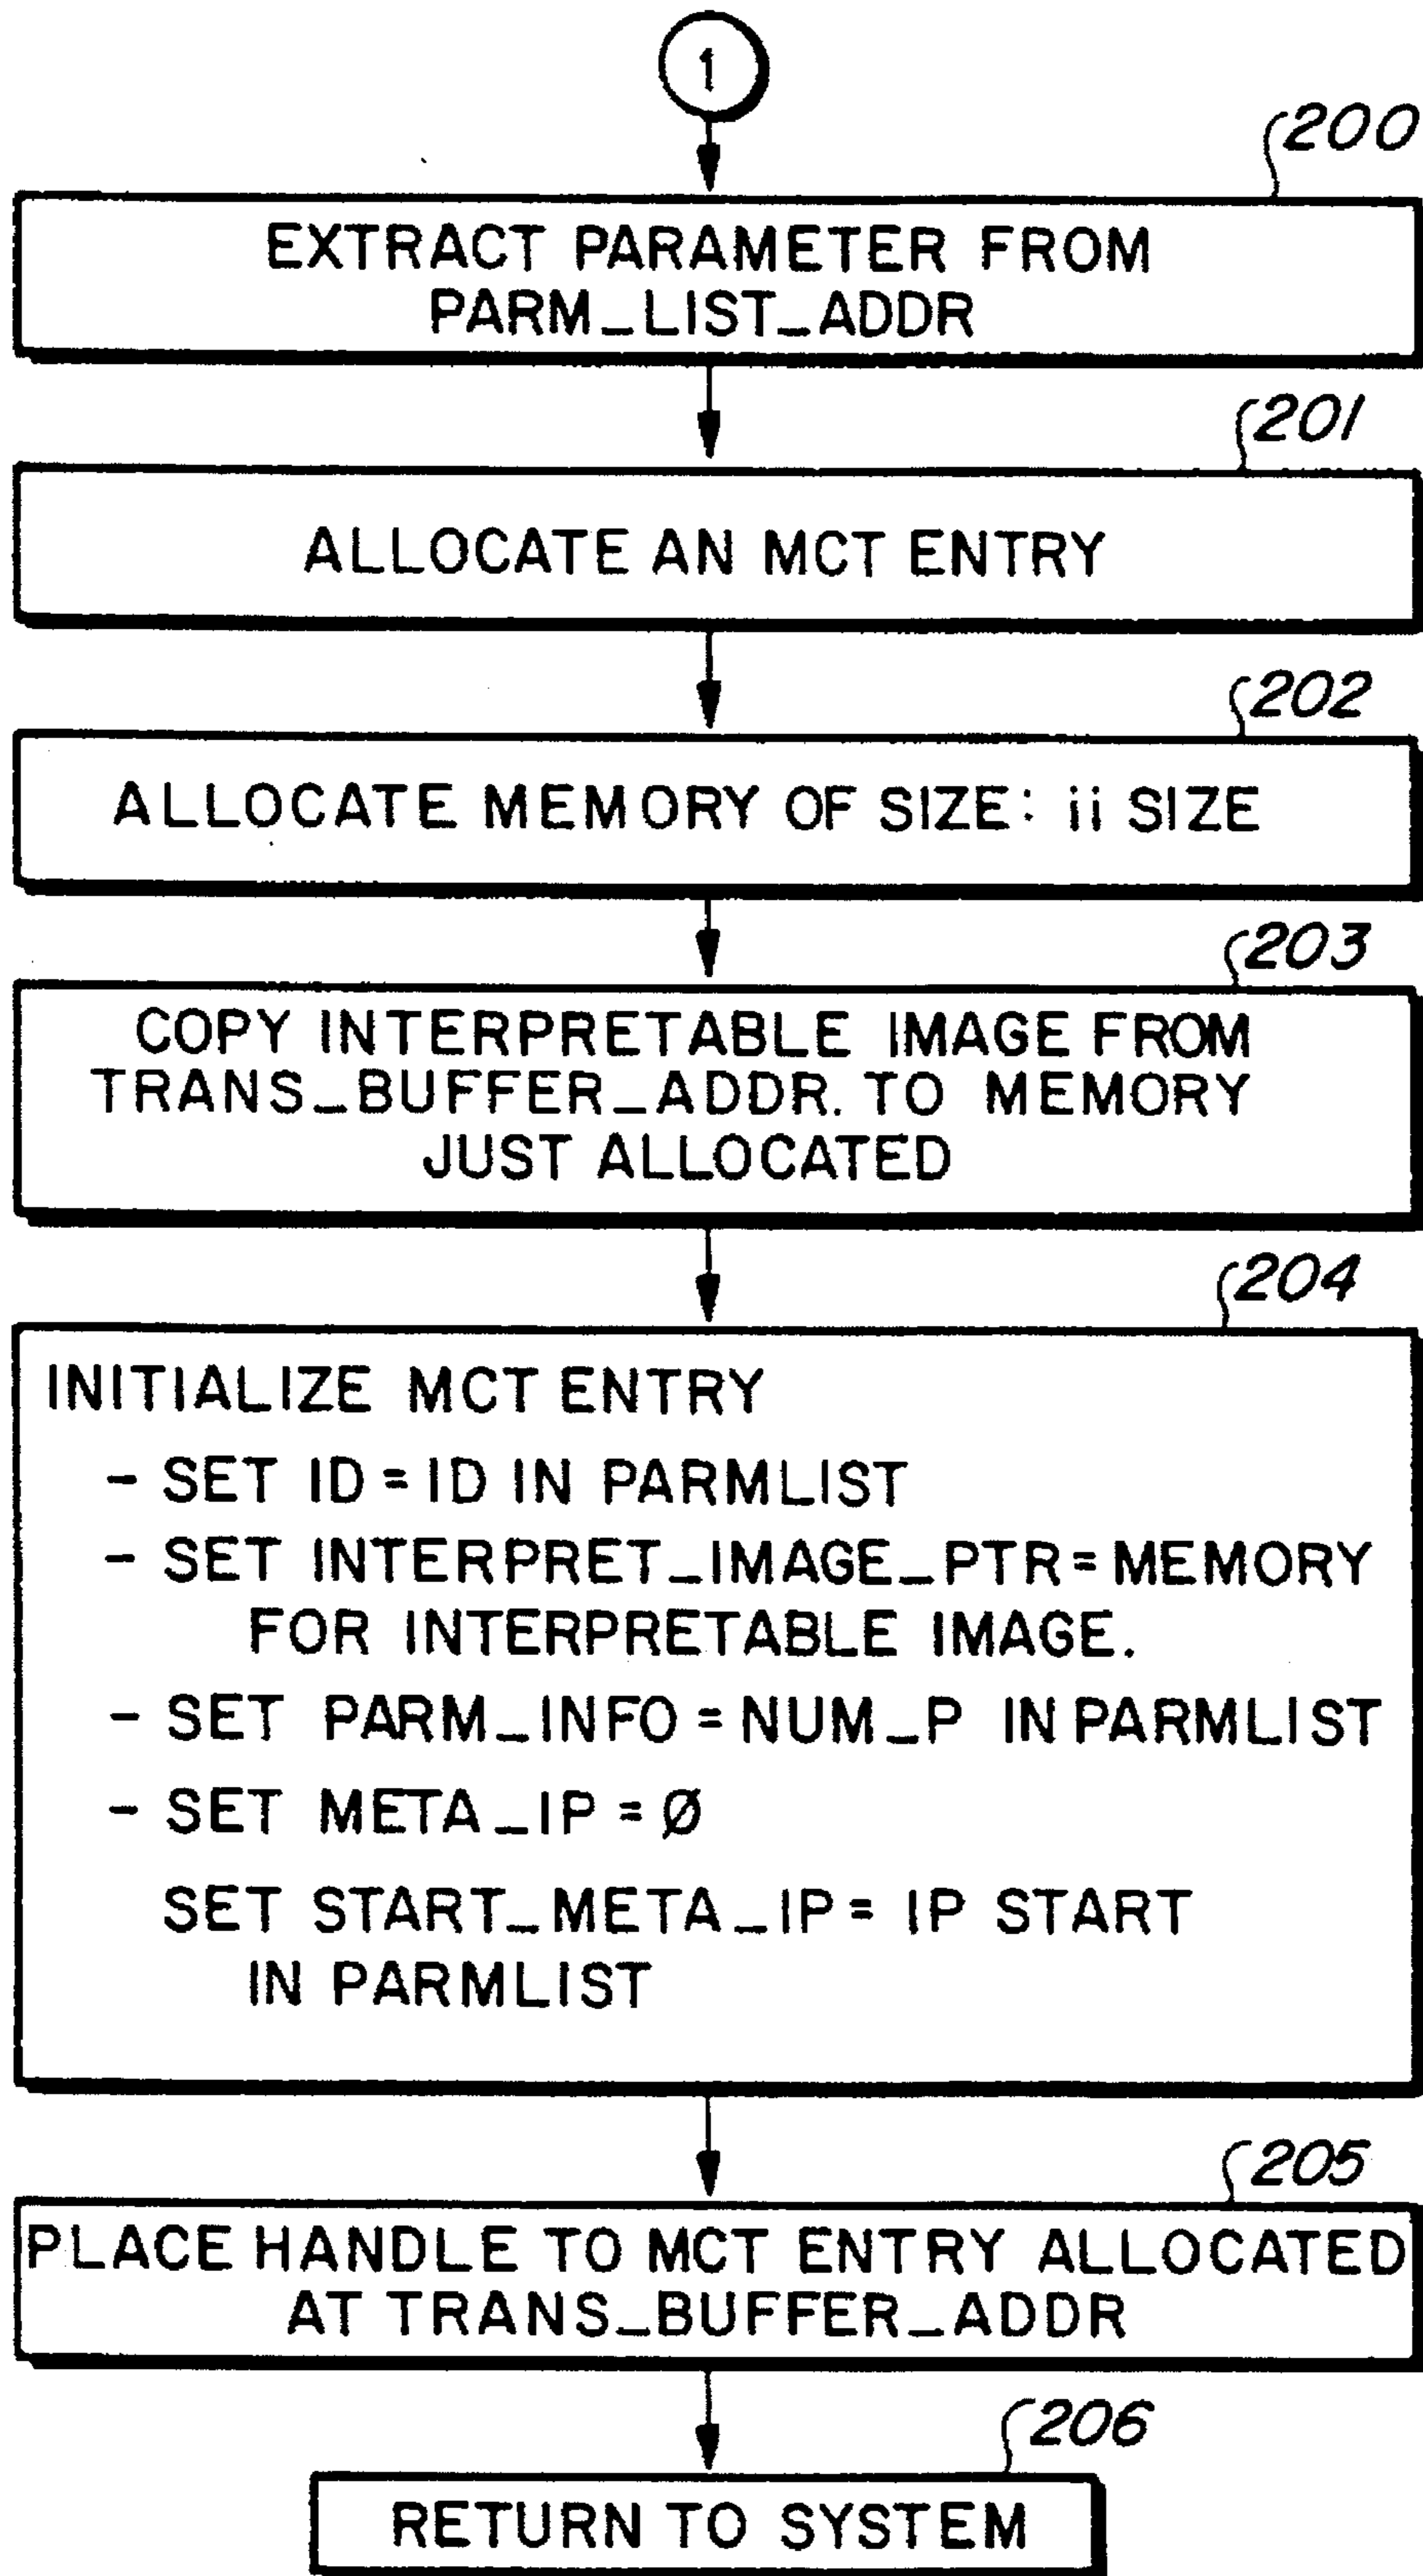 1
200
EXTRACT PARAMETER FROM
PARM_LIST_ADDR
201
ALLOCATE AN MCT ENTRY
202
ALLOCATE MEMORY OF SIZE: ii SIZE
203
COPY INTERPRETABLE IMAGE FROM
TRANS_BUFFER_ADDR. TO MEMORY
JUST ALLOCATED
204
INITIALIZE MCT ENTRY
- SET ID = ID IN PARMLIST
- SET INTERPRET_IMAGE_PTR = MEMORY
FOR INTERPRETABLE IMAGE.
- SET PARM_INFO = NUM_P IN PARMLIST
- SET META_IP = Ø
SET START_META_IP = IP START
IN PARMLIST
205
PLACE HANDLE TO MCT ENTRY ALLOCATED
AT TRANS_BUFFER_ADDR
206
RETURN TO SYSTEM